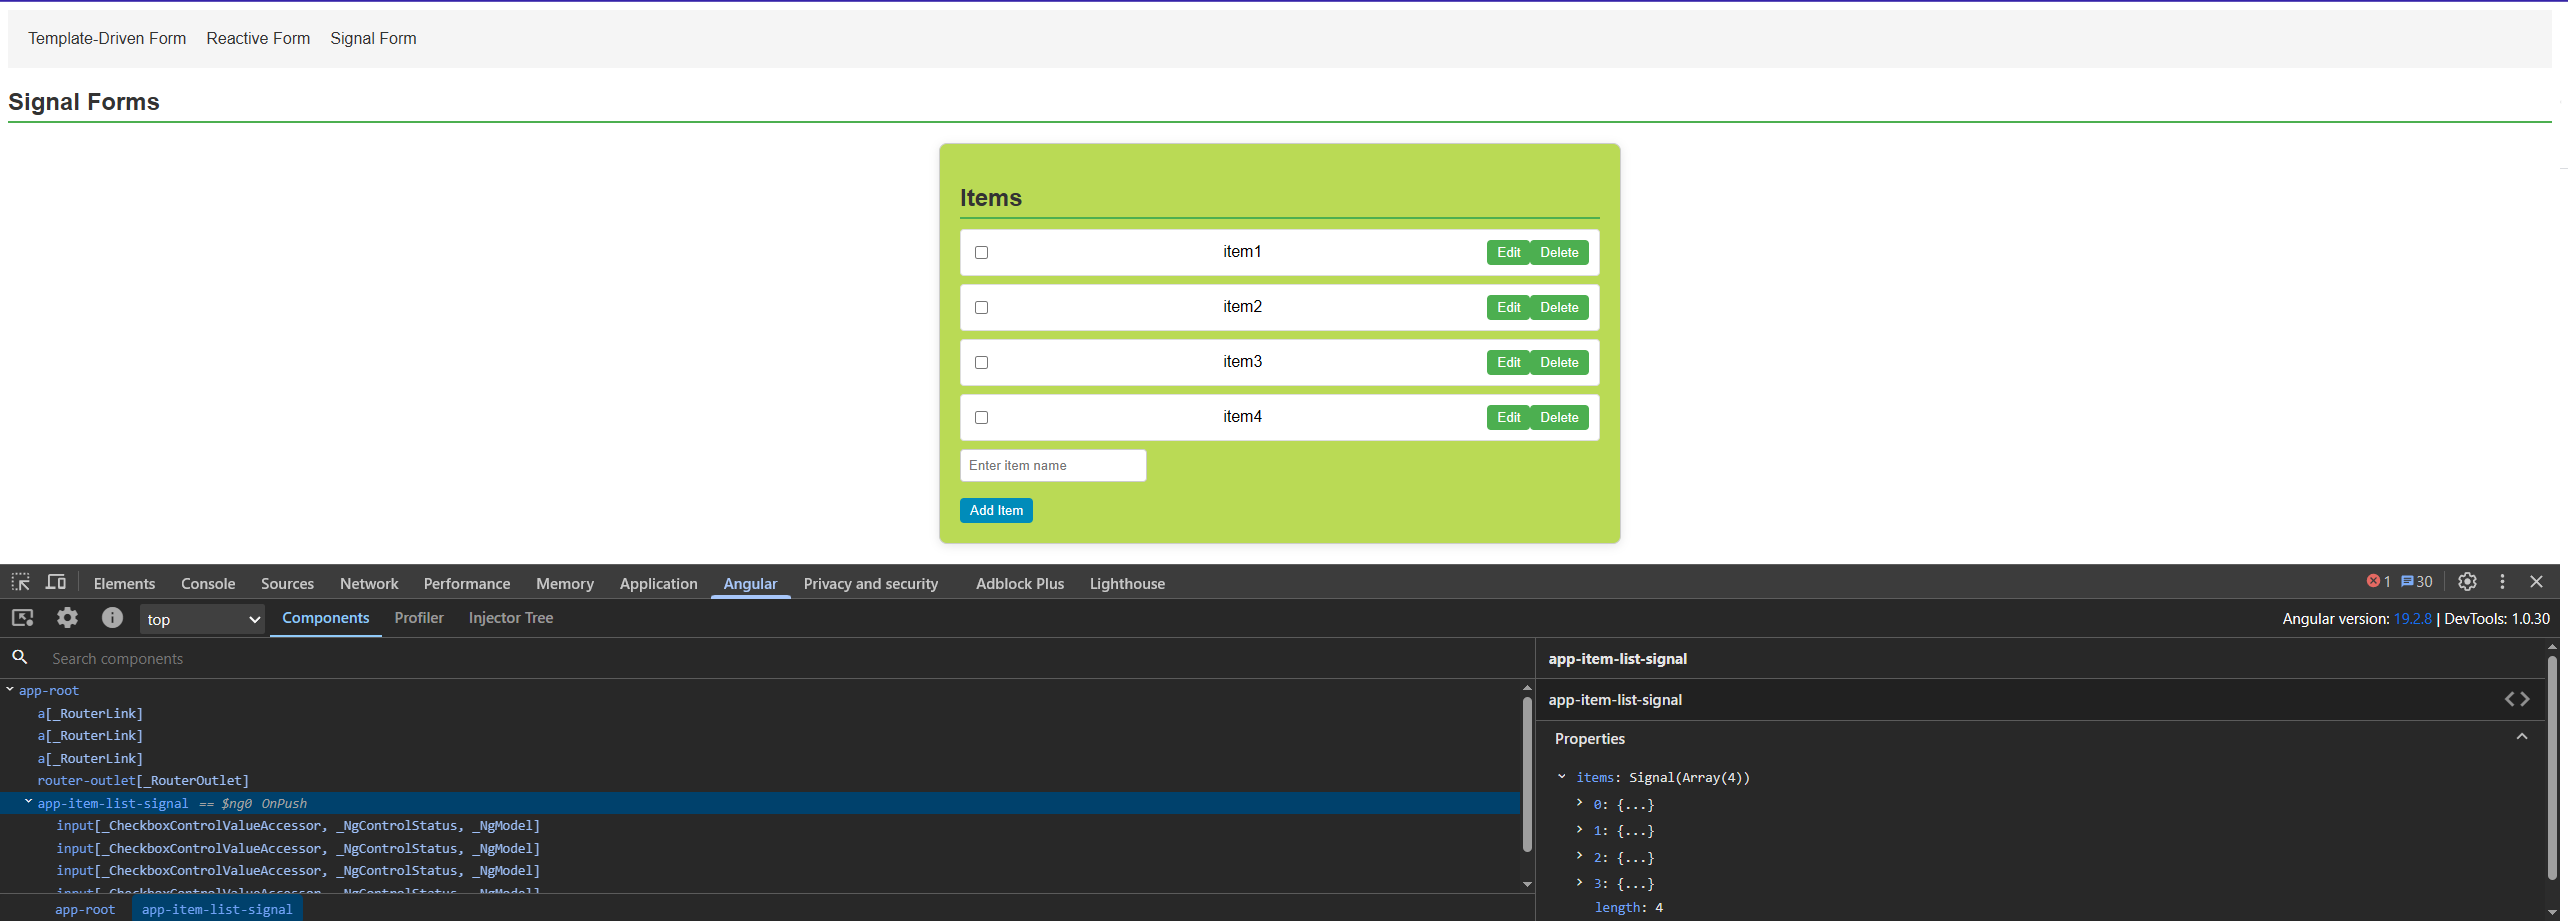 Template-Driven Form Reactive Form Signal Form
Signal Forms
Items
item1 Edit Delete
item2 Edit Delete
item3 Edit Delete
item4 Edit Delete
Enter item name
Add Item
Elements Console Sources Network Performance Memory Application Angular Privacy and security Adblock Plus Lighthouse 1 30
top Components Profiler Injector Tree Angular version: 19.2.8 | DevTools: 1.0.30
Search components
app-root
a[_RouterLink]
a[_RouterLink]
a[_RouterLink]
router-outlet[_RouterOutlet]
app-item-list-signal == $ng0 OnPush
input[_CheckboxControlValueAccessor, _NgControlStatus, _NgModel]
input[_CheckboxControlValueAccessor, _NgControlStatus, _NgModel]
input[_CheckboxControlValueAccessor, _NgControlStatus, _NgModel]
input[_CheckboxControlValueAccessor, _NgControlStatus, _NgModel]
app-root app-item-list-signal
app-item-list-signal
app-item-list-signal
Properties
items: Signal(Array(4))
0: {...}
1: {...}
2: {...}
3: {...}
length: 4